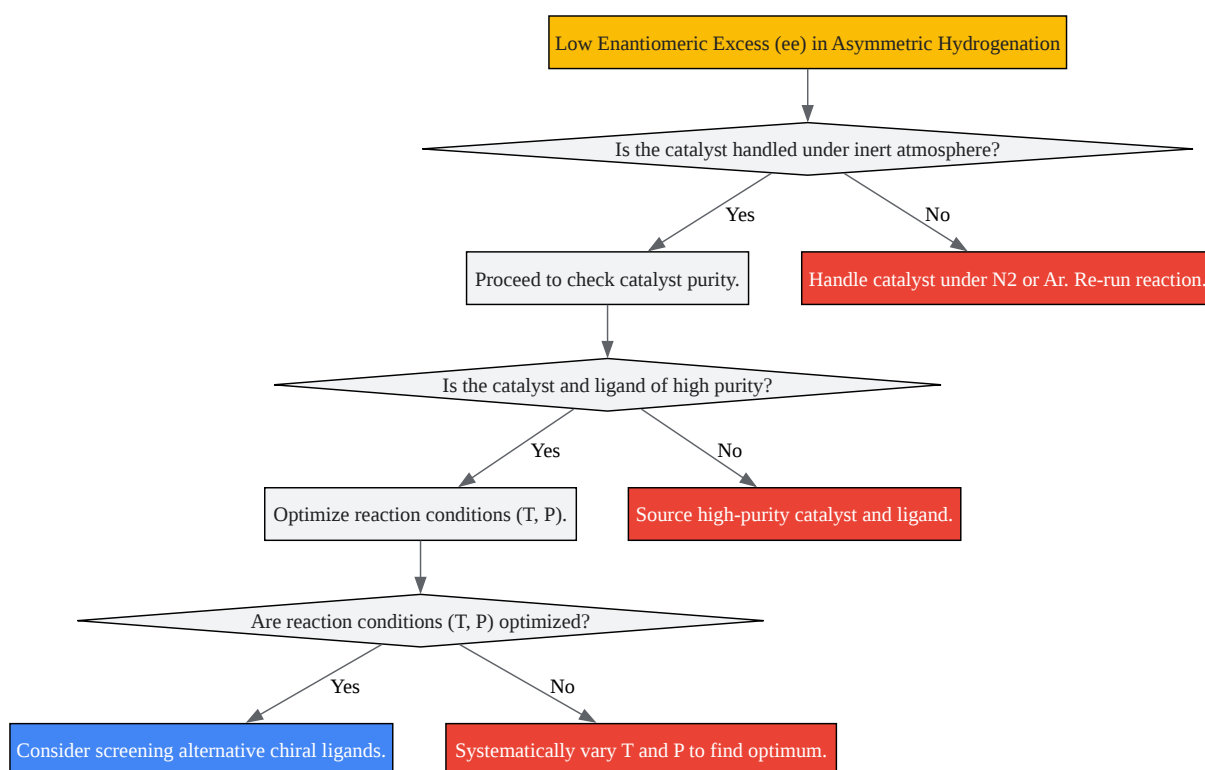 Low Enantiomeric Excess (ee) in Asymmetric Hydrogenation
Is the catalyst handled under inert atmosphere?
Yes
No
Proceed to check catalyst purity.
Handle catalyst under N2 or Ar. Re-run reaction.
Is the catalyst and ligand of high purity?
Yes
No
Optimize reaction conditions (T, P).
Source high-purity catalyst and ligand.
Are reaction conditions (T, P) optimized?
Yes
No
Consider screening alternative chiral ligands.
Systematically vary T and P to find optimum.